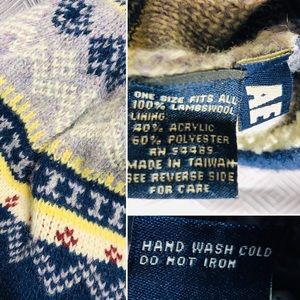 ONE SIZE FITS ALL
100% LAMBSWOOL
LINING:
40% ACRYLIC
60% POLYESTER
RN 54485
MADE IN TAIWAN
SEE REVERSE SIDE
FOR CARE
AE
HAND WASH COLD
DO NOT IRON